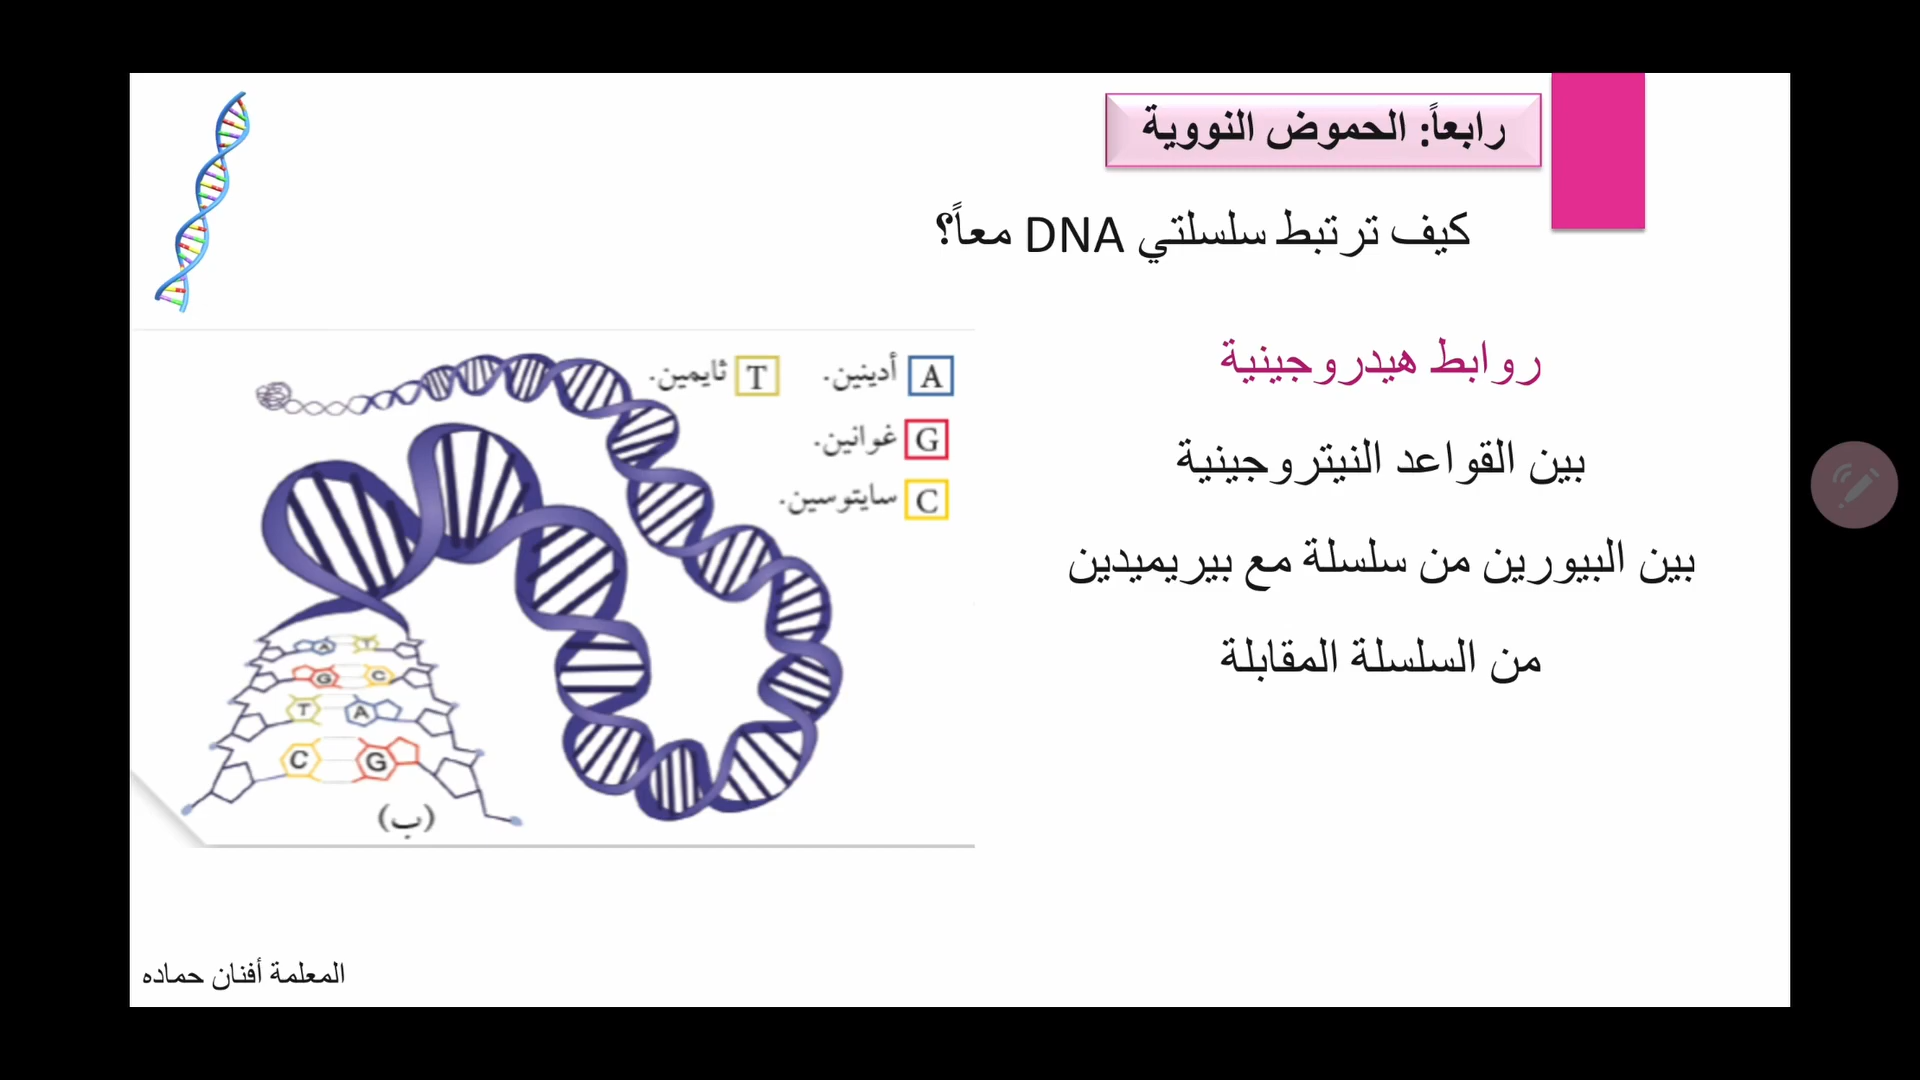 رابعاً: الحموض النووية
كيف ترتبط سلسلتي DNA معاً؟
روابط هيدروجينية
بين القواعد النيتروجينية
بين البيورين من سلسلة مع بيريميدين
من السلسلة المقابلة
A أدينين. T ثايمين.
G غوانين.
C سايتوسين.
A T
G C
T A
C G
(ب)
المعلمة أفنان حماده